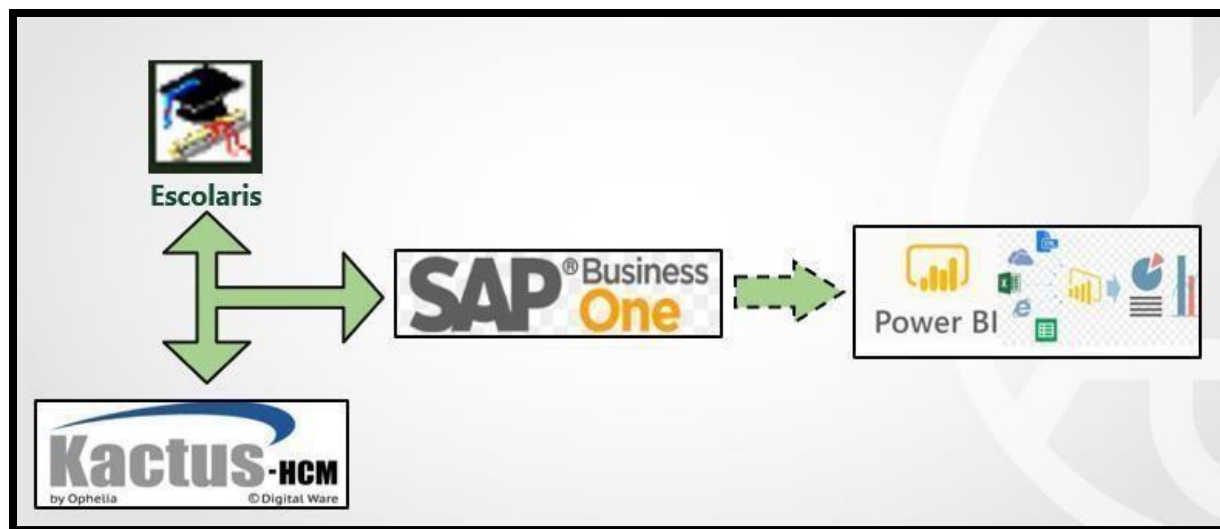 Escolaris
SAP® Business
One
Power BI
Kactus-HCM
by Ophelia © Digital Ware